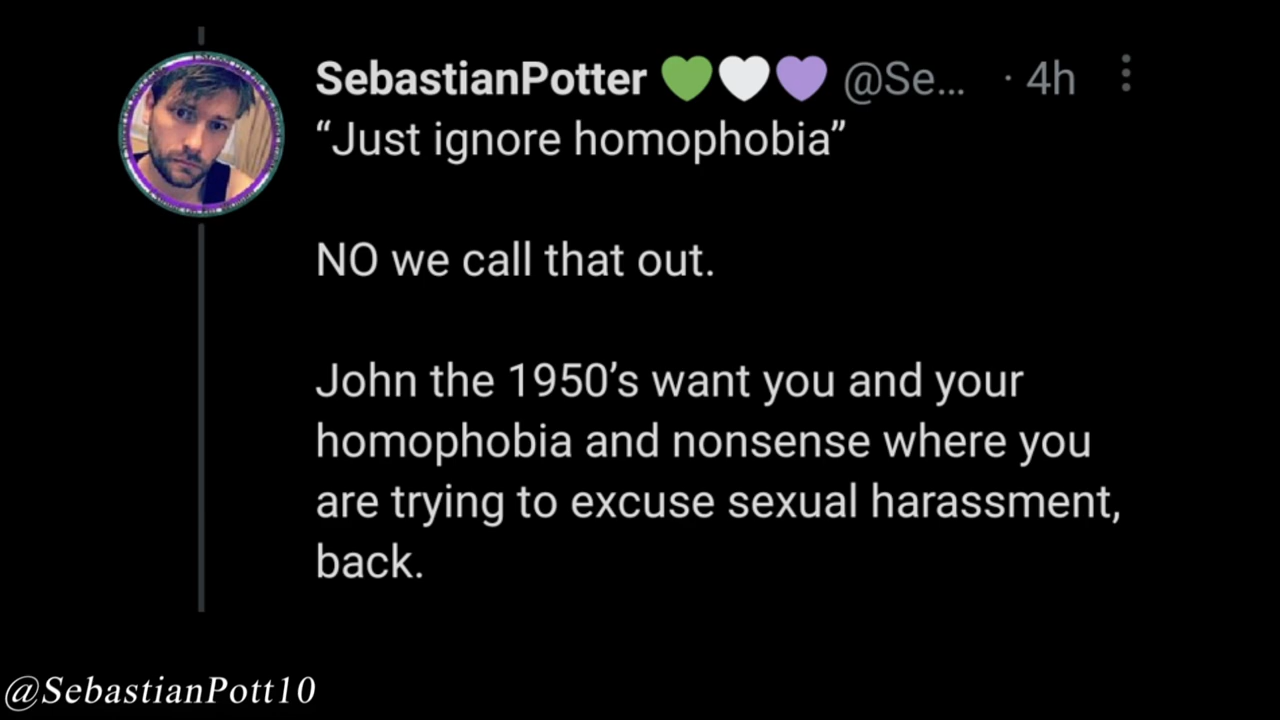 SebastianPotter 💚🤍💜 @Se... · 4h
“Just ignore homophobia”
NO we call that out.
John the 1950’s want you and your
homophobia and nonsense where you
are trying to excuse sexual harassment,
back.
@SebastianPott10